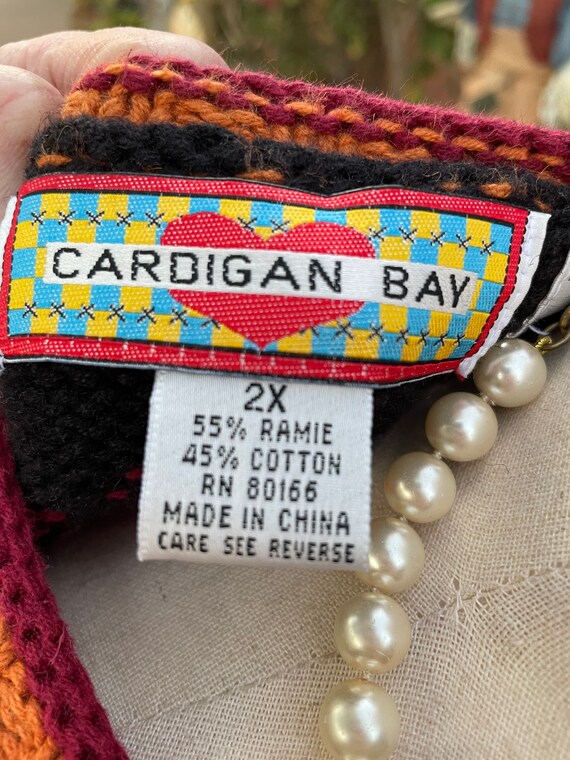 CARDIGAN BAY
2X
55% RAMIE
45% COTTON
RN 80166
MADE IN CHINA
CARE SEE REVERSE